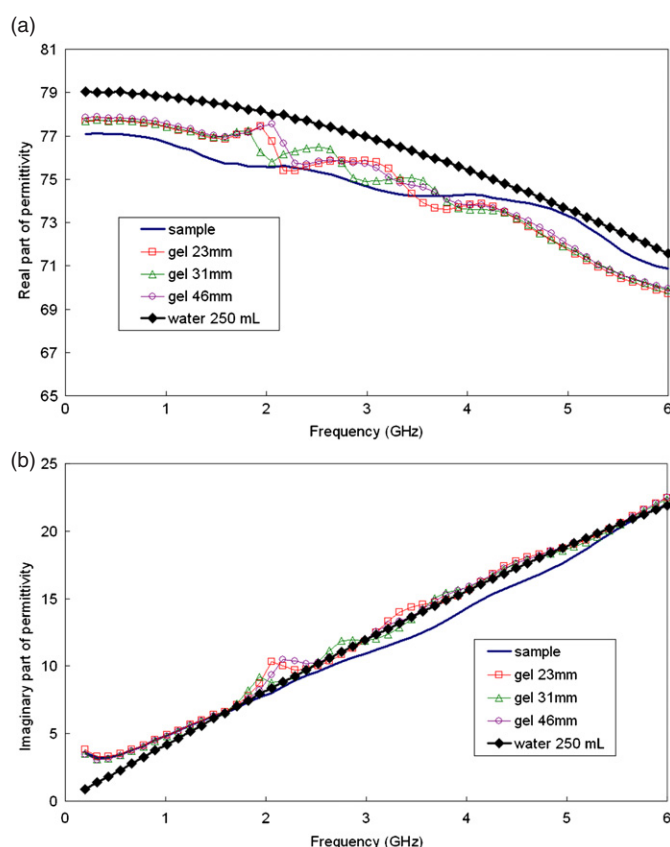 (a)
81
79
77
75
73
71
69
67
65
Real part of permittivity
sample
gel 23mm
gel 31mm
gel 46mm
water 250 mL
0 1 2 3 4 5 6
Frequency (GHz)
(b)
25
20
15
10
5
0
Imaginary part of permittivity
sample
gel 23mm
gel 31mm
gel 46mm
water 250 mL
0 1 2 3 4 5 6
Frequency (GHz)